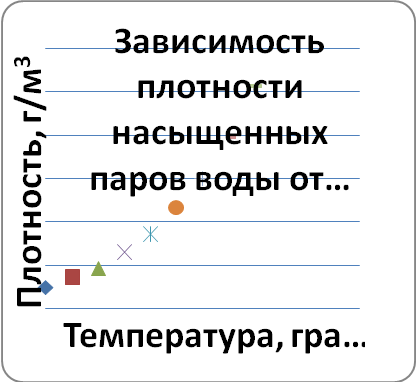 Зависимость
плотности
насыщенных
паров воды от...
Плотность, г/м³
Температура, гра...